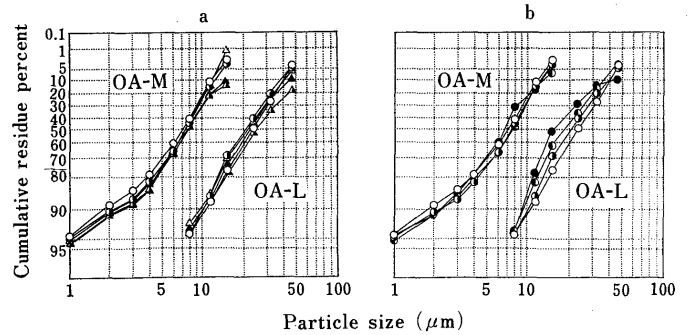 a
b
Cumulative residue percent
0.1
1
5
10
20
30
40
50
60
70
80
90
95
OA-M
OA-L
OA-M
OA-L
1 5 10 50 100
1 5 10 50 100
Particle size (μm)